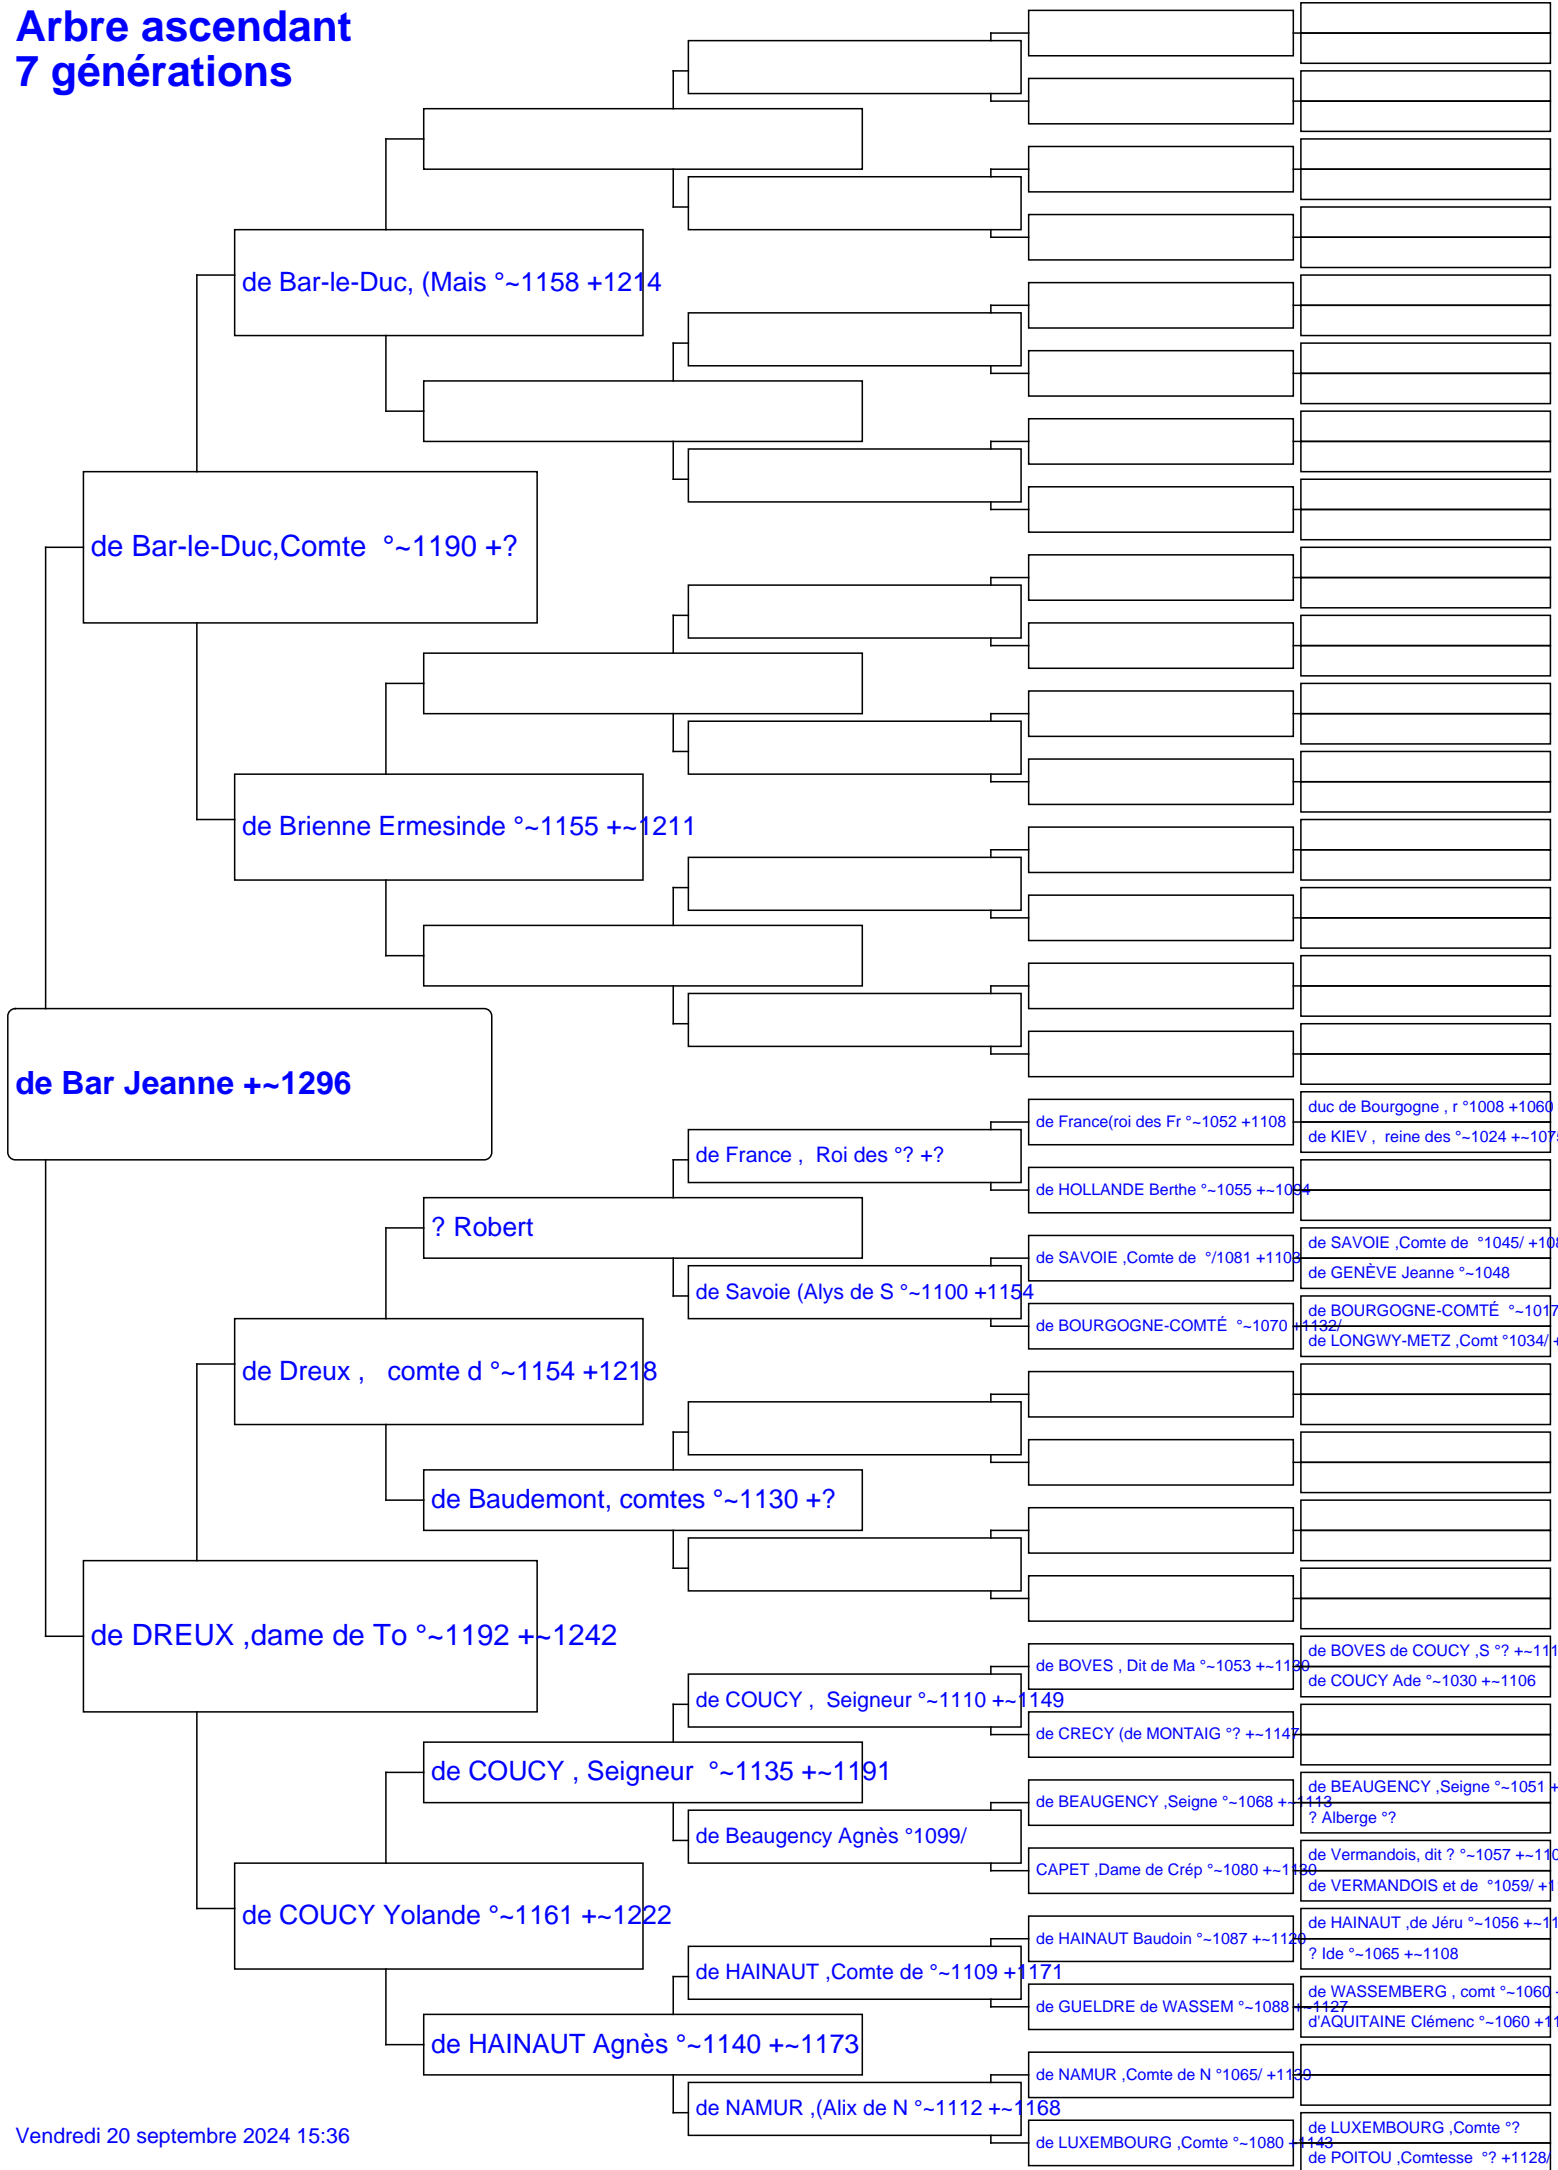 Arbre ascendant
7 générations
de Bar-le-Duc, (Mais °~1158 +1214
de Bar-le-Duc,Comte  °~1190 +?
de Brienne Ermesinde °~1155 +~1211
de Bar Jeanne +~1296
duc de Bourgogne , r °1008 +1060
de France(roi des Fr °~1052 +1108
de KIEV ,  reine des °~1024 +~1075
de France ,  Roi des °? +?
de HOLLANDE Berthe °~1055 +~1094
? Robert
de SAVOIE ,Comte de  °1045/ +108
de SAVOIE ,Comte de  °/1081 +1103
de GENÈVE Jeanne °~1048
de Savoie (Alys de S °~1100 +1154
de BOURGOGNE-COMTÉ  °~1017
de BOURGOGNE-COMTÉ  °~1070 +1132/
de LONGWY-METZ ,Comt °1034/ +
de Dreux ,   comte d °~1154 +1218
de Baudemont, comtes °~1130 +?
de DREUX ,dame de To °~1192 +~1242
de BOVES de COUCY ,S °? +~111
de BOVES , Dit de Ma °~1053 +~1130
de COUCY Ade °~1030 +~1106
de COUCY ,  Seigneur °~1110 +~1149
de CRECY (de MONTAIG °? +~1147
de COUCY , Seigneur  °~1135 +~1191
de BEAUGENCY ,Seigne °~1051 +
de BEAUGENCY ,Seigne °~1068 +~1113
? Alberge °?
de Beaugency Agnès °1099/
de Vermandois, dit ? °~1057 +~110
CAPET ,Dame de Crép °~1080 +~1130
de VERMANDOIS et de  °1059/ +1
de COUCY Yolande °~1161 +~1222
de HAINAUT ,de Jéru °~1056 +~11
de HAINAUT Baudoin °~1087 +~1120
? Ide °~1065 +~1108
de HAINAUT ,Comte de °~1109 +1171
de WASSEMBERG , comt °~1060 +
de GUELDRE de WASSEM °~1088 +~1127
d'AQUITAINE Clémenc °~1060 +11
de HAINAUT Agnès °~1140 +~1173
de NAMUR ,Comte de N °1065/ +1139
de NAMUR ,(Alix de N °~1112 +~1168
de LUXEMBOURG ,Comte °?
de LUXEMBOURG ,Comte °~1080 +1143
de POITOU ,Comtesse  °? +1128/
Vendredi 20 septembre 2024 15:36